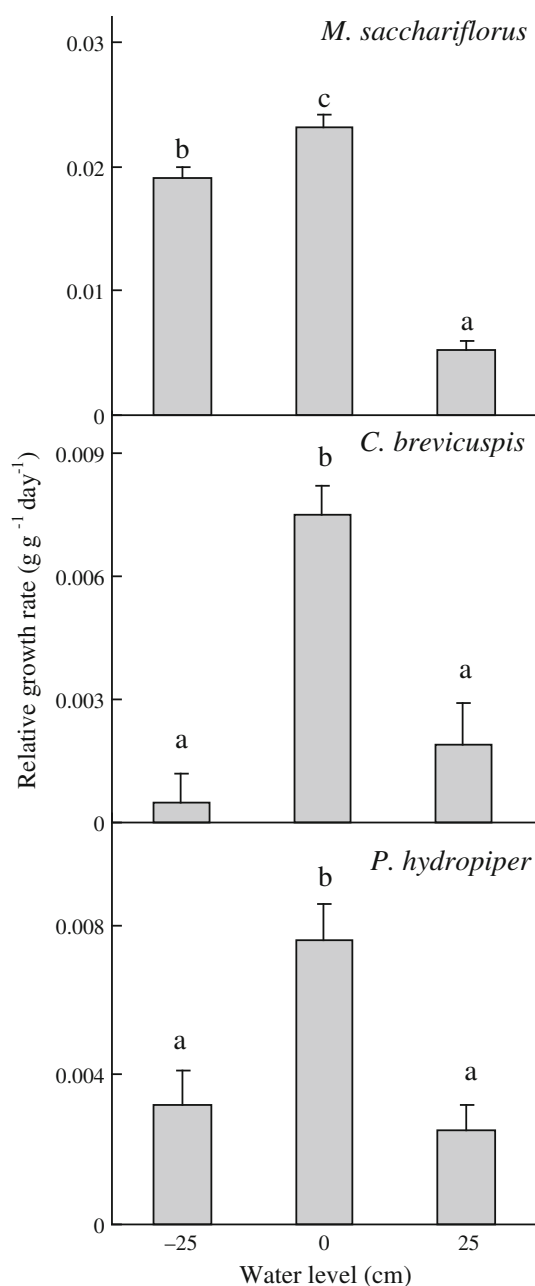 M. sacchariflorus
0.03
c
b
0.02
0.01
a
0
C. brevicuspis
0.009
b
0.006
0.003
a
a
0
P. hydropiper
b
0.008
a
a
0.004
0
–25 0 25
Water level (cm)
Relative growth rate (g g⁻¹ day⁻¹)